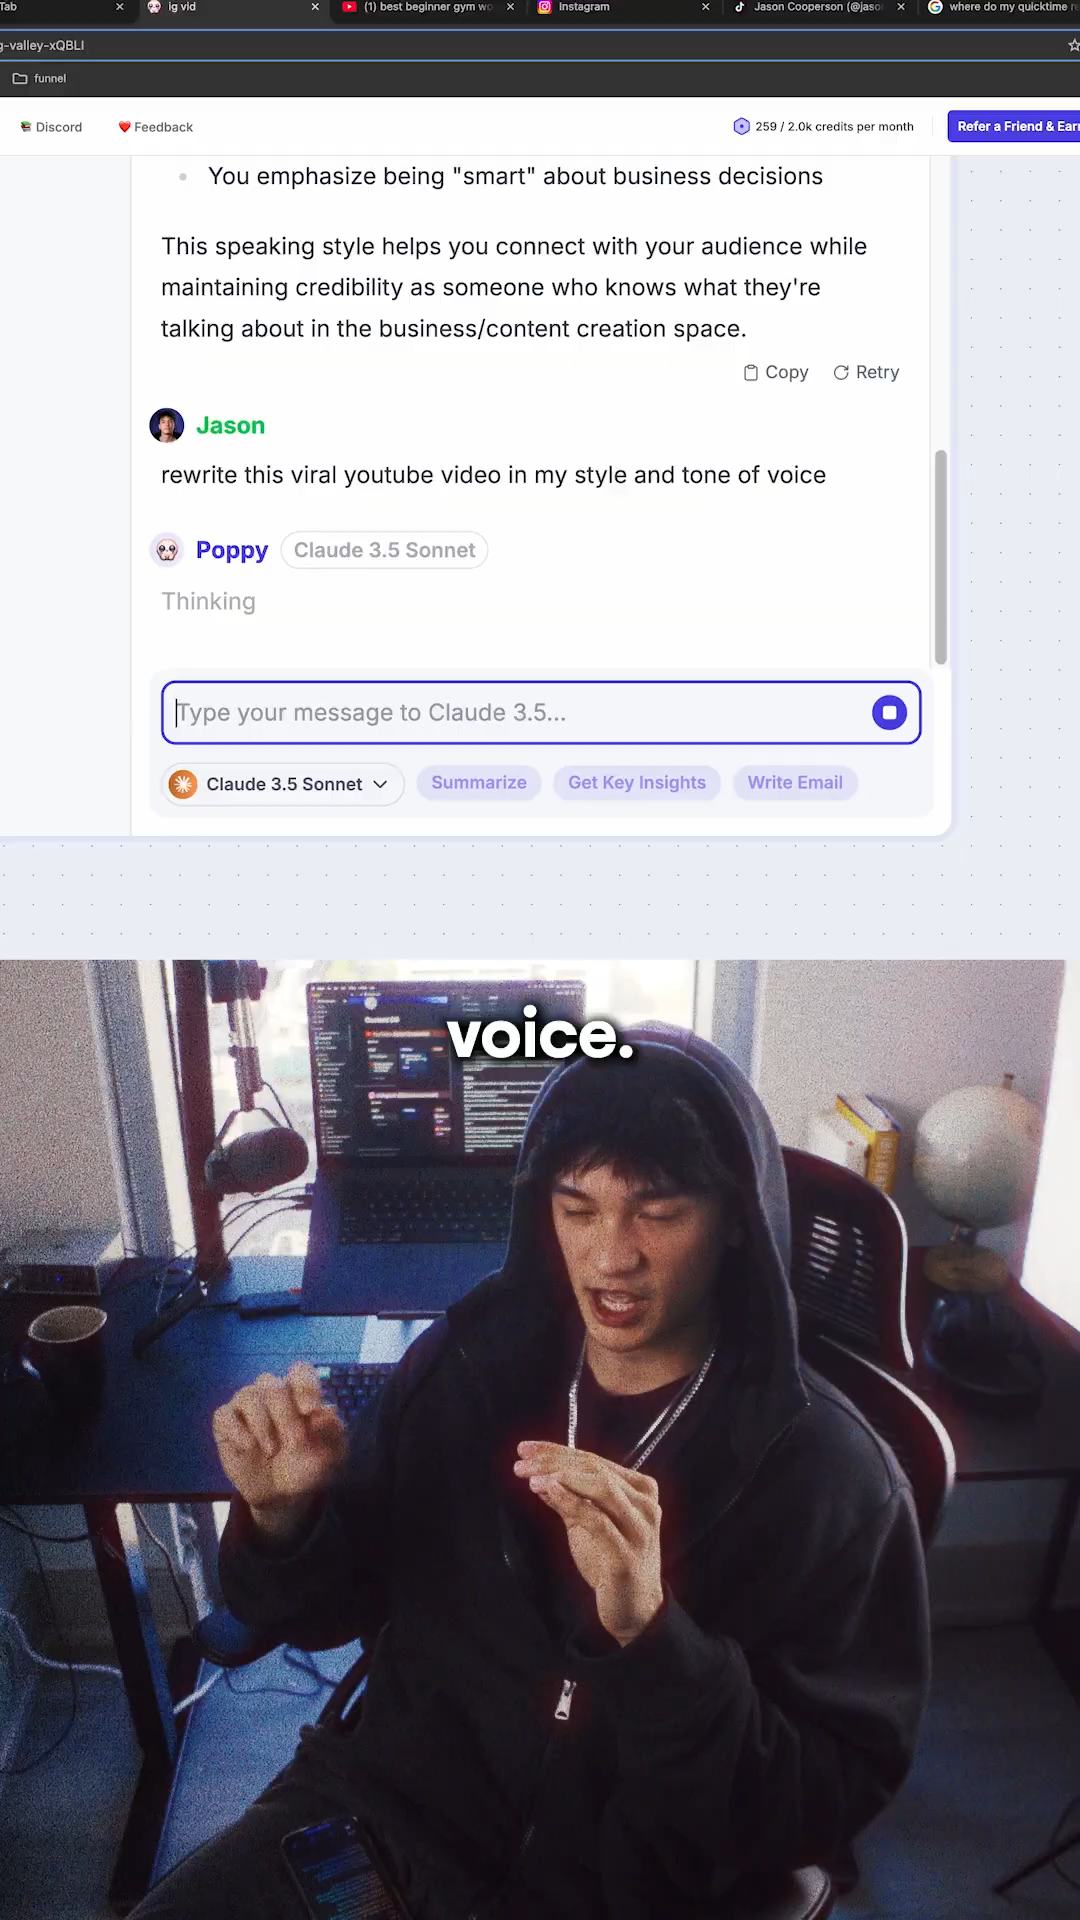 Tab
ig vid
(1) best beginner gym wo
Instagram
Jason Cooperson (@jaso
where do my quicktime re
g-valley-xQBLI
funnel
Discord
Feedback
259 / 2.0k credits per month
Refer a Friend & Ear
You emphasize being "smart" about business decisions
This speaking style helps you connect with your audience while
maintaining credibility as someone who knows what they're
talking about in the business/content creation space.
Copy
Retry
Jason
rewrite this viral youtube video in my style and tone of voice
Poppy
Claude 3.5 Sonnet
Thinking
Type your message to Claude 3.5...
Claude 3.5 Sonnet
Summarize
Get Key Insights
Write Email
voice.